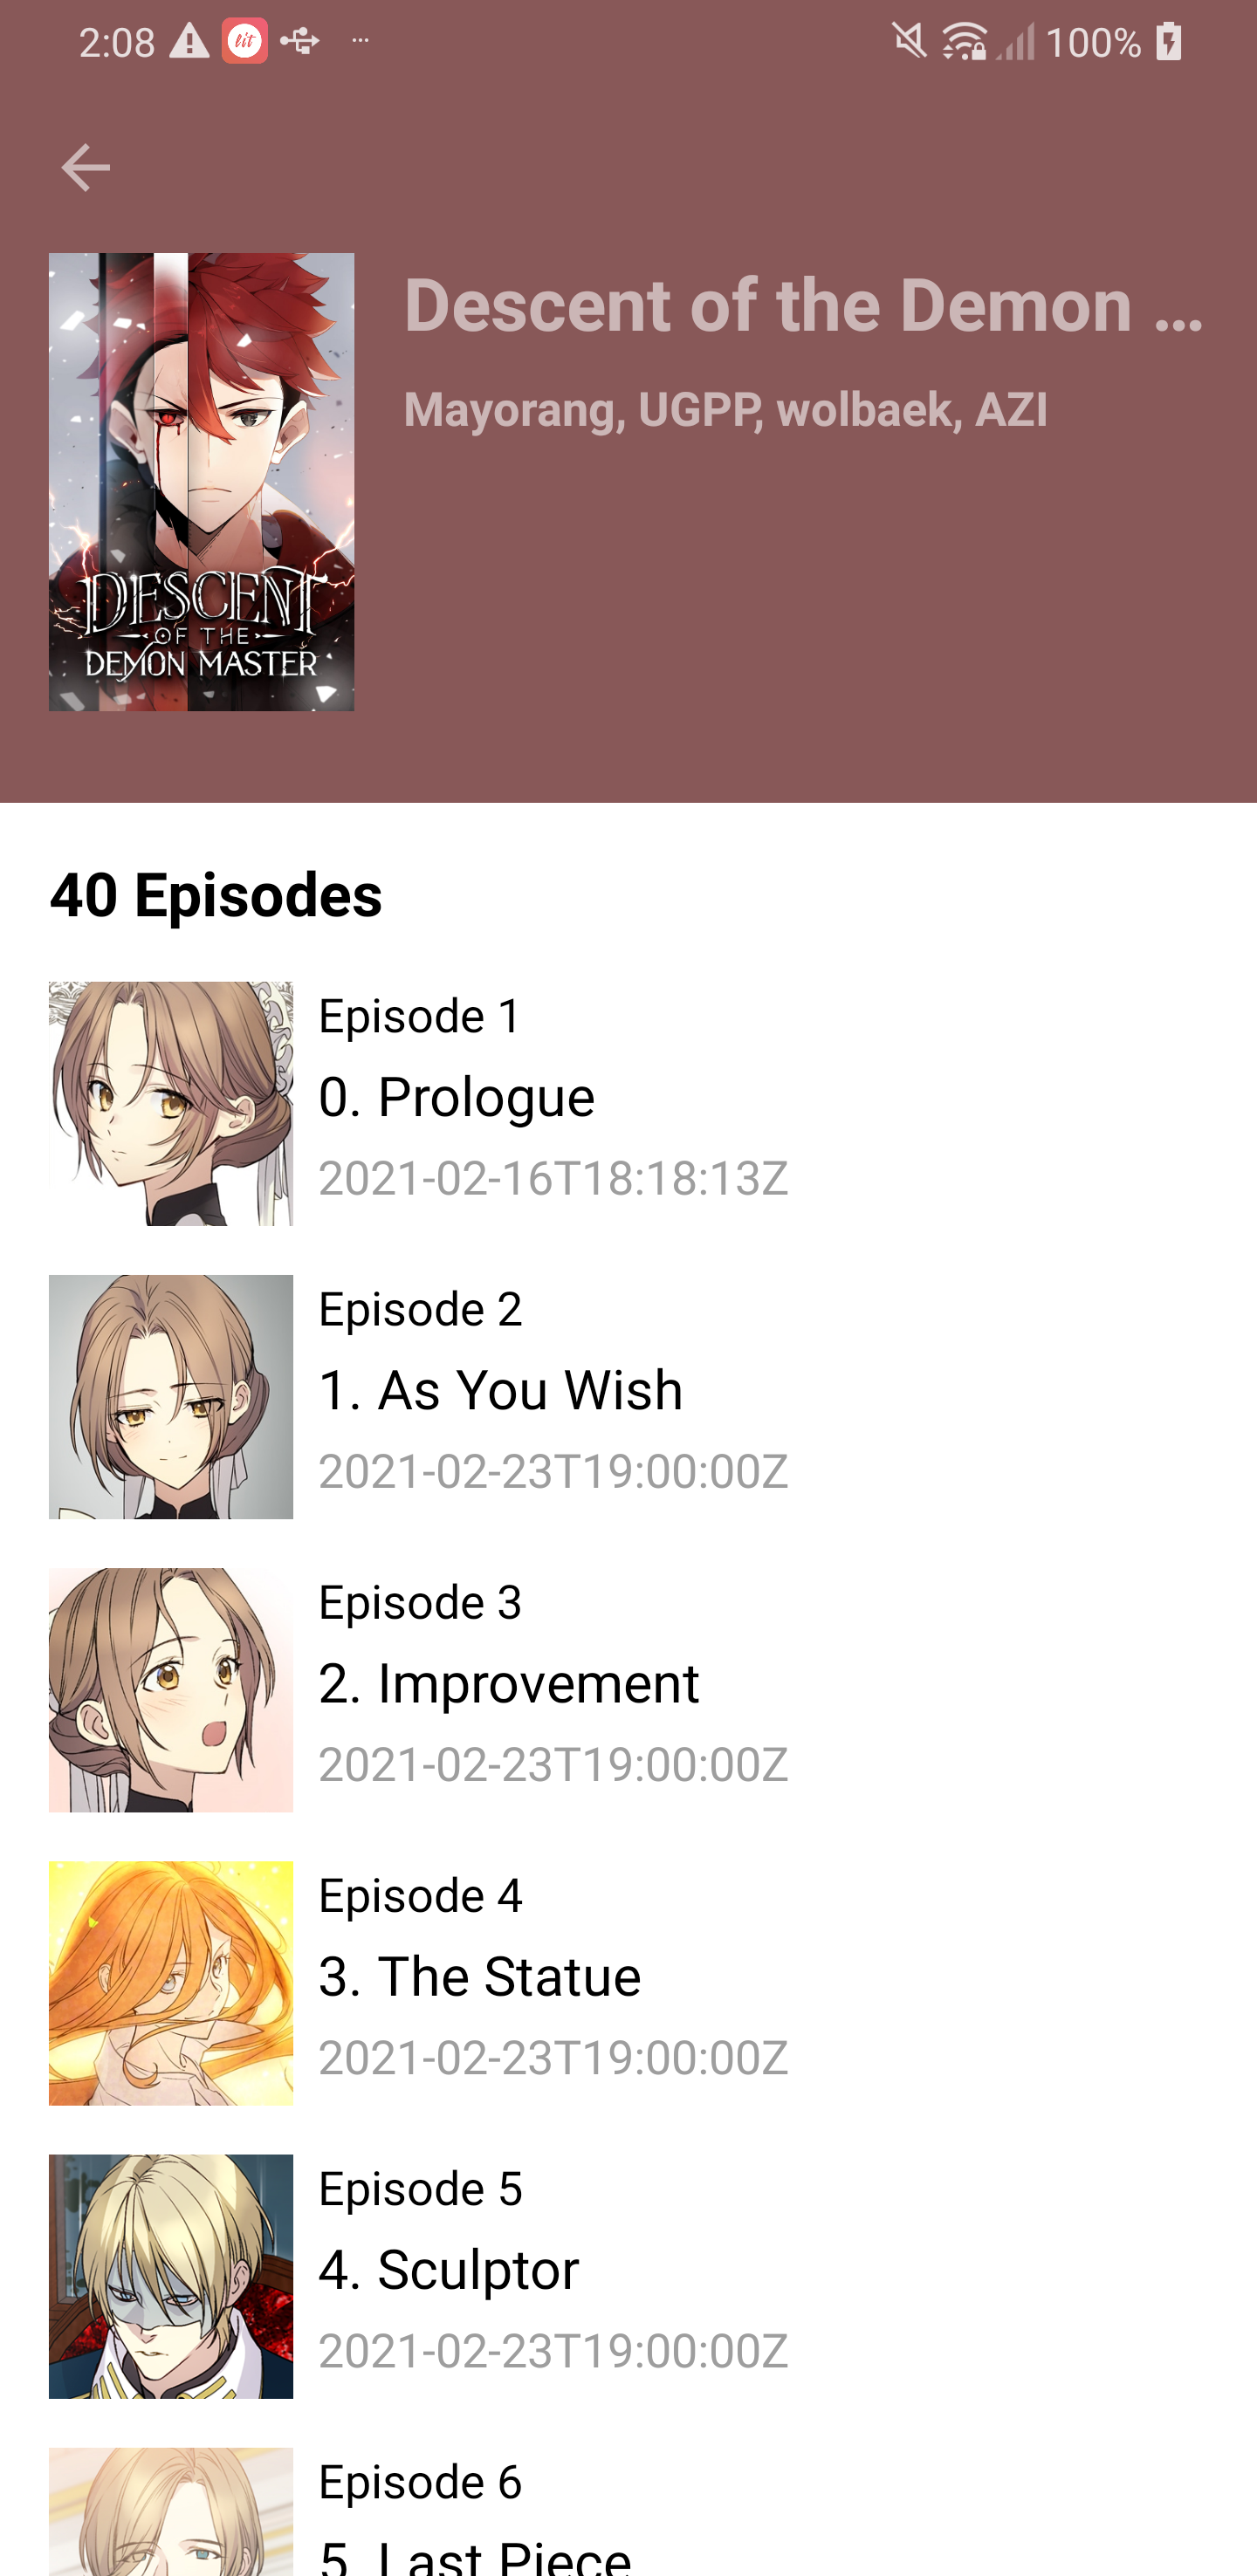 2:08 lit ... 100%
Descent of the Demon ...
Mayorang, UGPP, wolbaek, AZI
DESCENT
OF THE
DEMON MASTER
40 Episodes
Episode 1
0. Prologue
2021-02-16T18:18:13Z
Episode 2
1. As You Wish
2021-02-23T19:00:00Z
Episode 3
2. Improvement
2021-02-23T19:00:00Z
Episode 4
3. The Statue
2021-02-23T19:00:00Z
Episode 5
4. Sculptor
2021-02-23T19:00:00Z
Episode 6
5. Last Piece